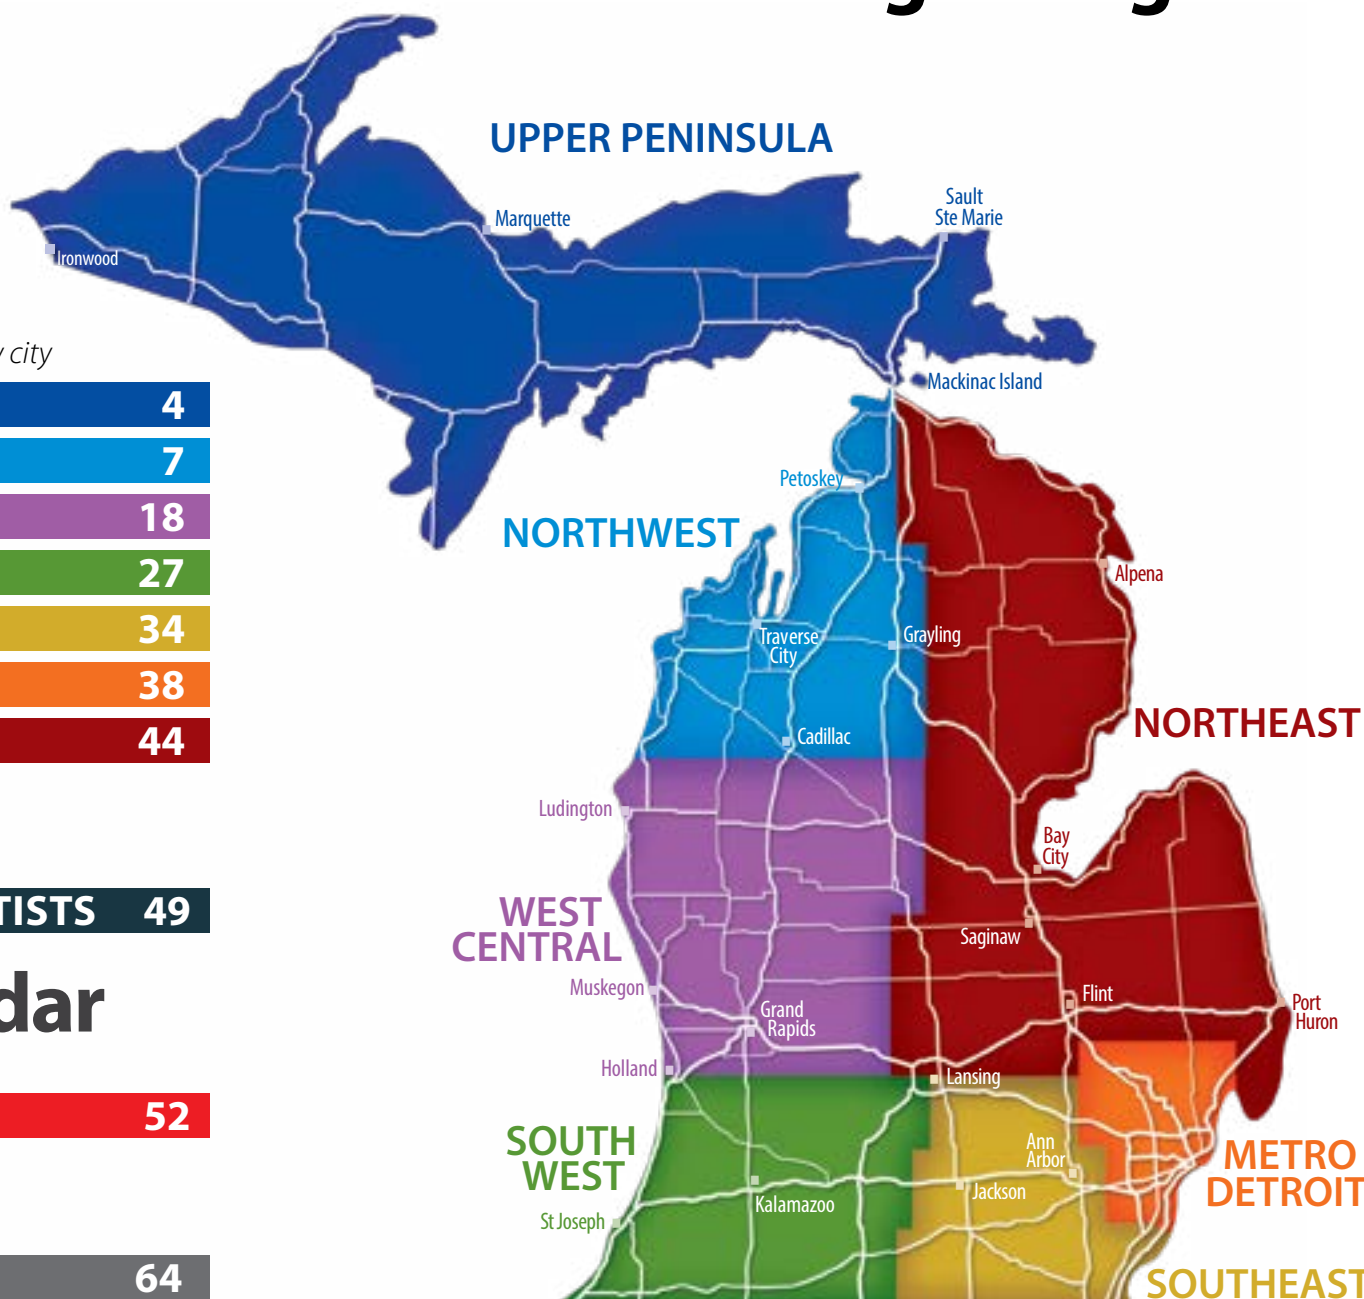 UPPER PENINSULA
Sault
Ste Marie
Marquette
Ironwood
city
Mackinac Island
4
7
18
27
34
38
44
Petoskey
NORTHWEST
Alpena
Traverse
City
Grayling
NORTHEAST
Cadillac
Ludington
Bay
City
TISTS 49
WEST
CENTRAL
Saginaw
dar
Muskegon
Grand
Rapids
Flint
Port
Huron
Holland
Lansing
52
SOUTH
WEST
Ann
Arbor
METRO
DETROIT
Jackson
Kalamazoo
St Joseph
64
SOUTHEAST